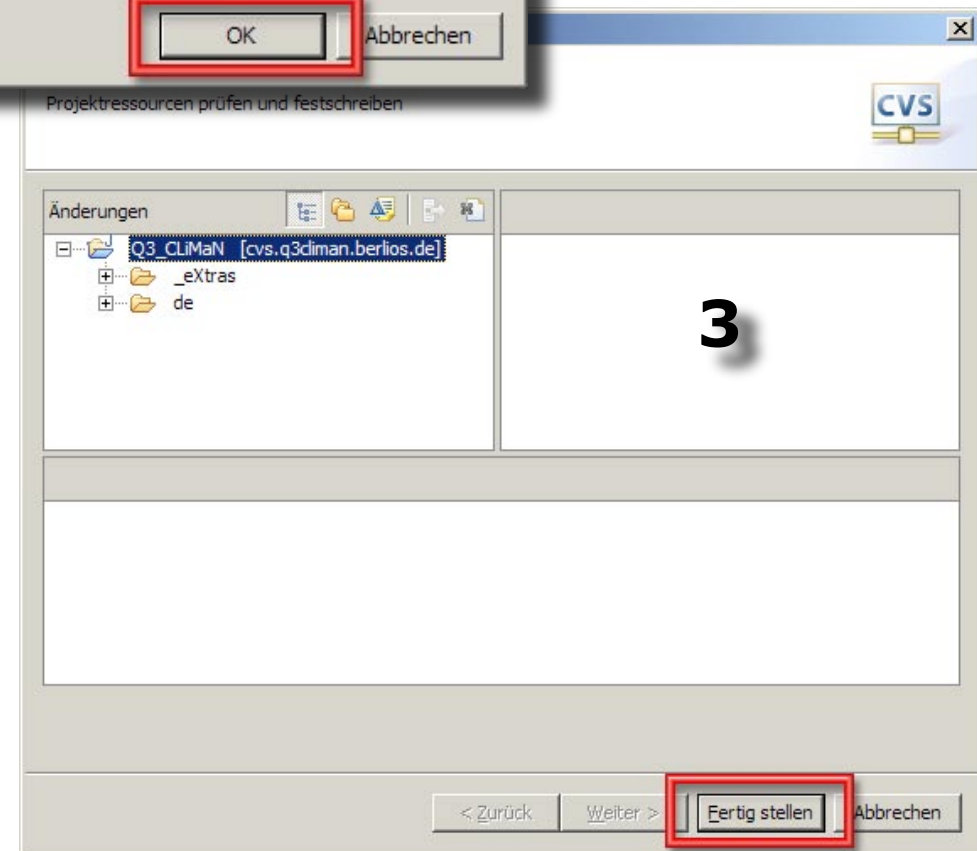 OK Abbrechen
Projektressourcen prüfen und festschreiben
CVS
Änderungen
Q3_CLiMaN [cvs.q3climan.berlios.de]
_eXtras
de
3
< Zurück Weiter > Fertig stellen Abbrechen